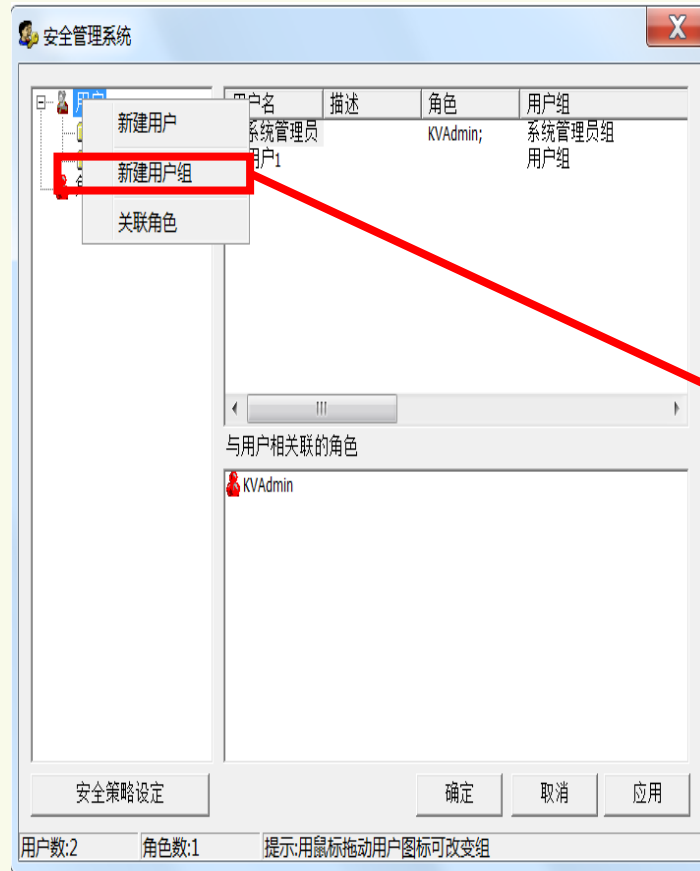 安全管理系统
用户
用户名 描述 角色 用户组
系统管理员 KVAdmin; 系统管理员组
用户1 用户组
新建用户
新建用户组
关联角色
与用户相关联的角色
KVAdmin
安全策略设定 确定 取消 应用
用户数:2 角色数:1 提示:用鼠标拖动用户图标可改变组